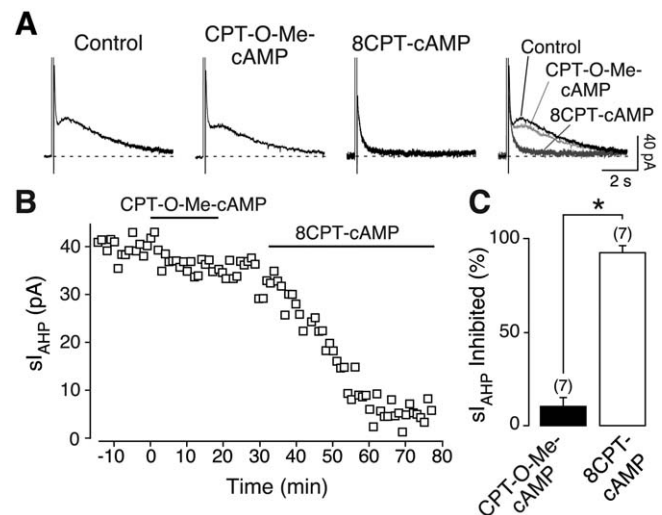 A
Control
CPT-O-Me-
cAMP
8CPT-cAMP
Control
CPT-O-Me-
cAMP
8CPT-cAMP
40 pA
2 s
B
CPT-O-Me-cAMP
8CPT-cAMP
sIAHP (pA)
40
30
20
10
0
-10
0
10
20
30
40
50
60
70
80
Time (min)
C
*
(7)
(7)
sIAHP Inhibited (%)
100
50
0
CPT-O-Me-
cAMP
8CPT-
cAMP